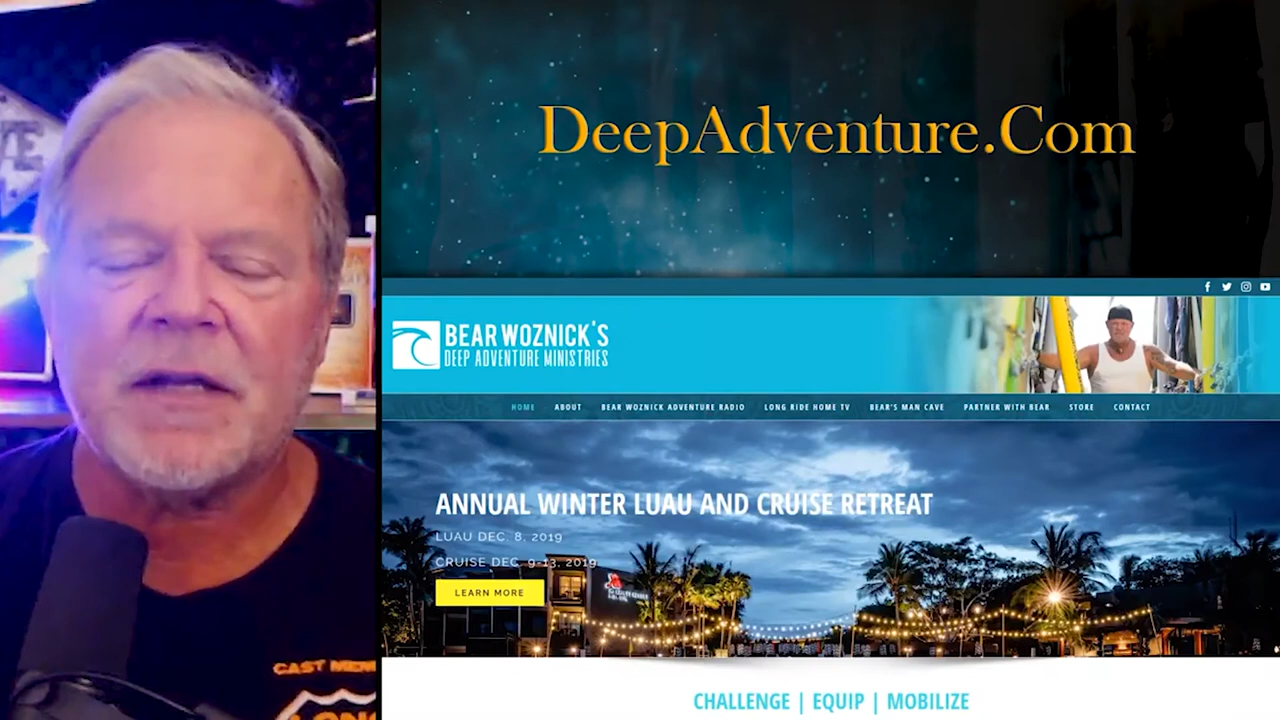 DeepAdventure.Com
BEAR WOZNICK'S
DEEP ADVENTURE MINISTRIES
HOME ABOUT BEAR WOZNICK ADVENTURE RADIO LONG RIDE HOME TV BEAR'S MAN CAVE PARTNER WITH BEAR STORE CONTACT
ANNUAL WINTER LUAU AND CRUISE RETREAT
LUAU DEC. 8, 2019
CRUISE DEC. 9-13, 2019
LEARN MORE
CHALLENGE | EQUIP | MOBILIZE
CAST